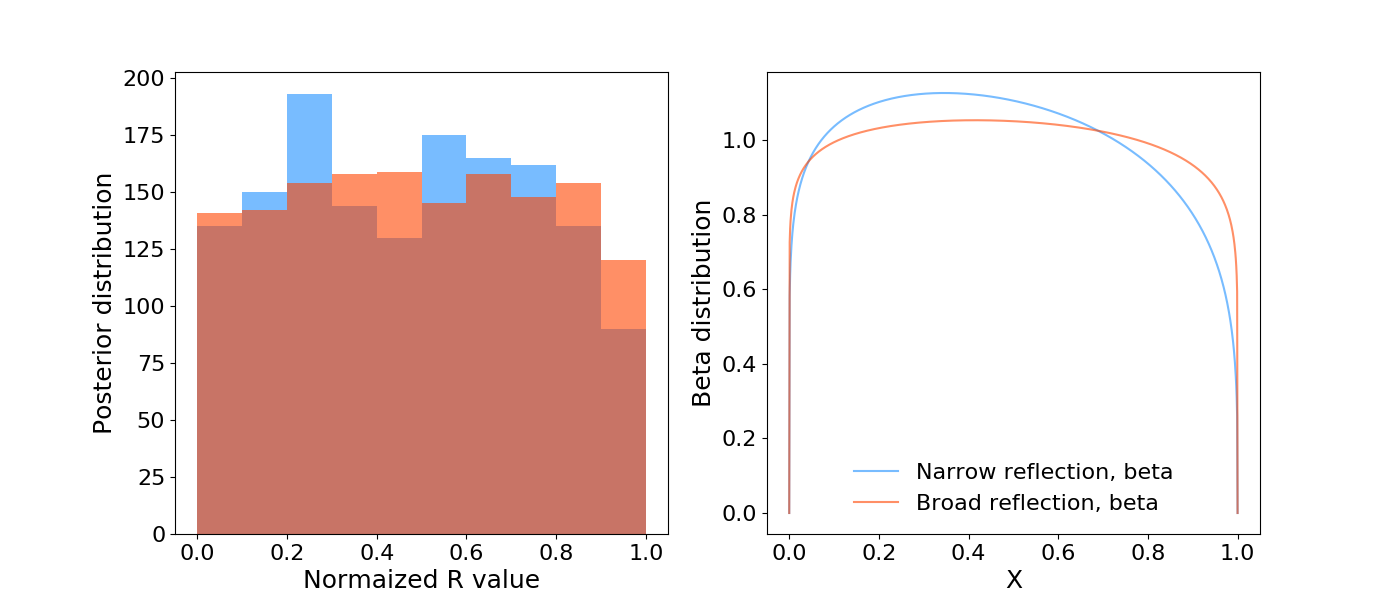 Posterior distribution
200
175
150
125
100
75
50
25
0
0.0 0.2 0.4 0.6 0.8 1.0
Normaized R value
Beta distribution
1.0
0.8
0.6
0.4
0.2
0.0
Narrow reflection, beta
Broad reflection, beta
0.0 0.2 0.4 0.6 0.8 1.0
X